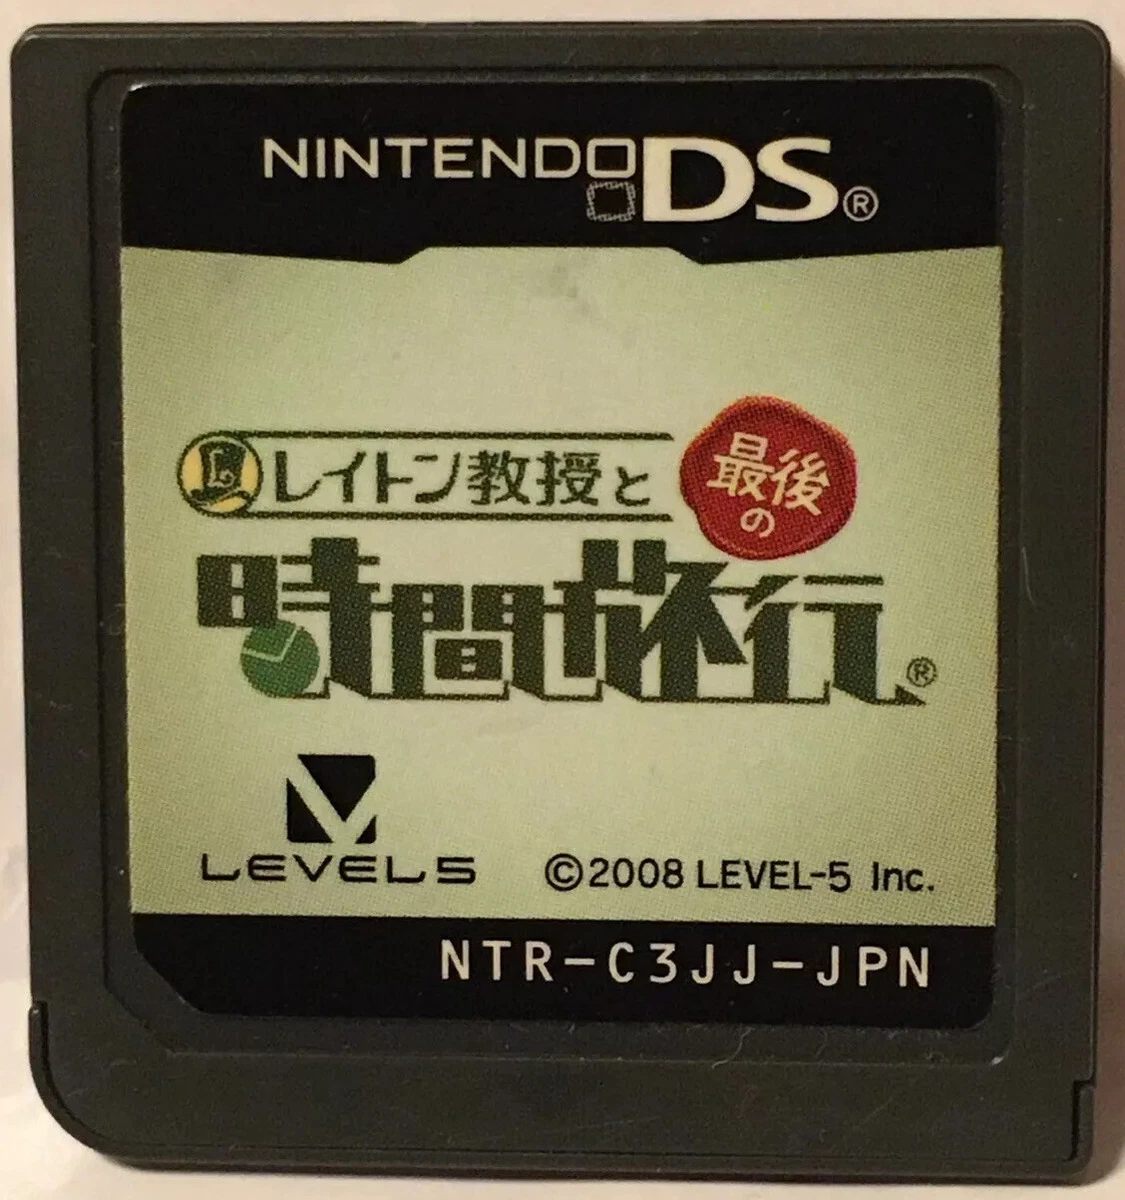 NINTENDO DS®
L レイトン教授と
最後
の
時間旅行®
LEVEL5
©2008 LEVEL-5 Inc.
NTR-C3JJ-JPN